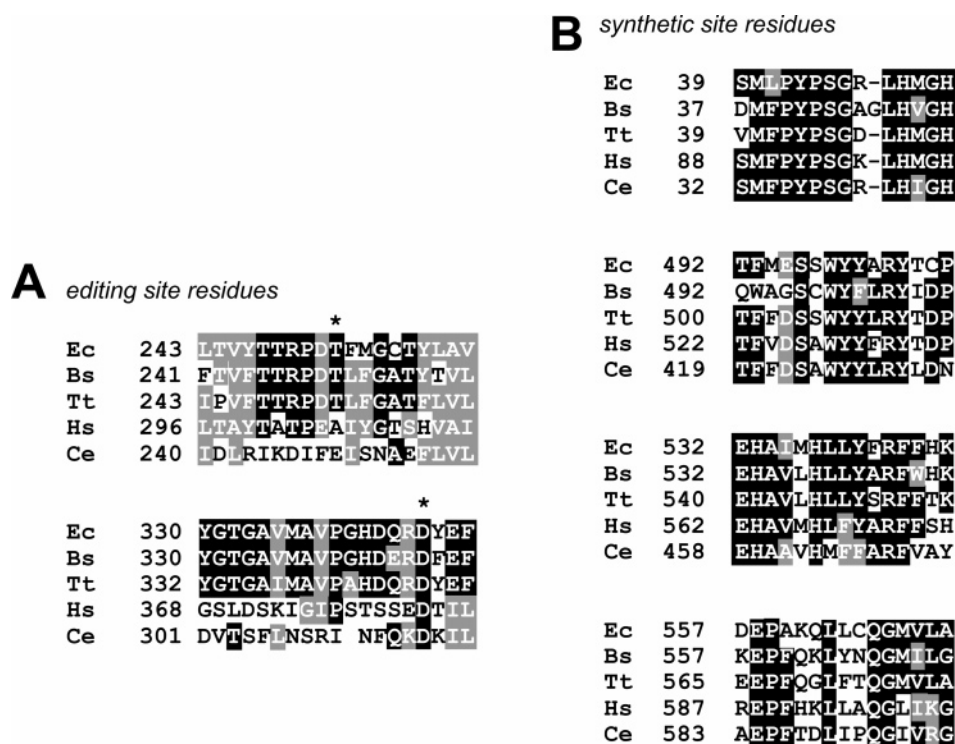 A editing site residues
*
Ec 243 LTVYTTRPDTFMGCTYLAV
Bs 241 FTVFTTRPDTLFGATYTVL
Tt 243 IPVFTTRPDTLFGATFLVL
Hs 296 LTAYTATPEAIYGTSHVAI
Ce 240 IDLRIKDIFEISNAEFLVL
*
Ec 330 YGTGAVMAVPGHDQRDYEF
Bs 330 YGTGAVMAVPGHDERDFEF
Tt 332 YGTGAIMAVPAHDQRDYEF
Hs 368 GSLDSKIGIPSTSSEDTIL
Ce 301 DVTSFLNSRI NFQKDKIL
B synthetic site residues
Ec 39 SMLPYPSGR-LHMGH
Bs 37 DMFPYPSGAGLHVGH
Tt 39 VMFPYPSGD-LHMGH
Hs 88 SMFPYPSGK-LHMGH
Ce 32 SMFPYPSGR-LHIGH
Ec 492 TFMESSWYYARYTCP
Bs 492 QWAGSCWYFLRYIDP
Tt 500 TFFDSSWYYLRYTDP
Hs 522 TFVDSAWYYFRYTDP
Ce 419 TFFDSAWYYLRYLDN
Ec 532 EHAIMHLLYFRFFHK
Bs 532 EHAVLHLLYARFWHK
Tt 540 EHAVLHLLYSRFFTK
Hs 562 EHAVMHLFYARFFSH
Ce 458 EHAAVHMFFARFVAY
Ec 557 DEPAKQLLCQGMVLA
Bs 557 KEPFQKLYNQGMILG
Tt 565 EEPFQGLFTQGMVLA
Hs 587 REPFHKLLAQGLIKG
Ce 583 AEPFTDLIPQGIVRG